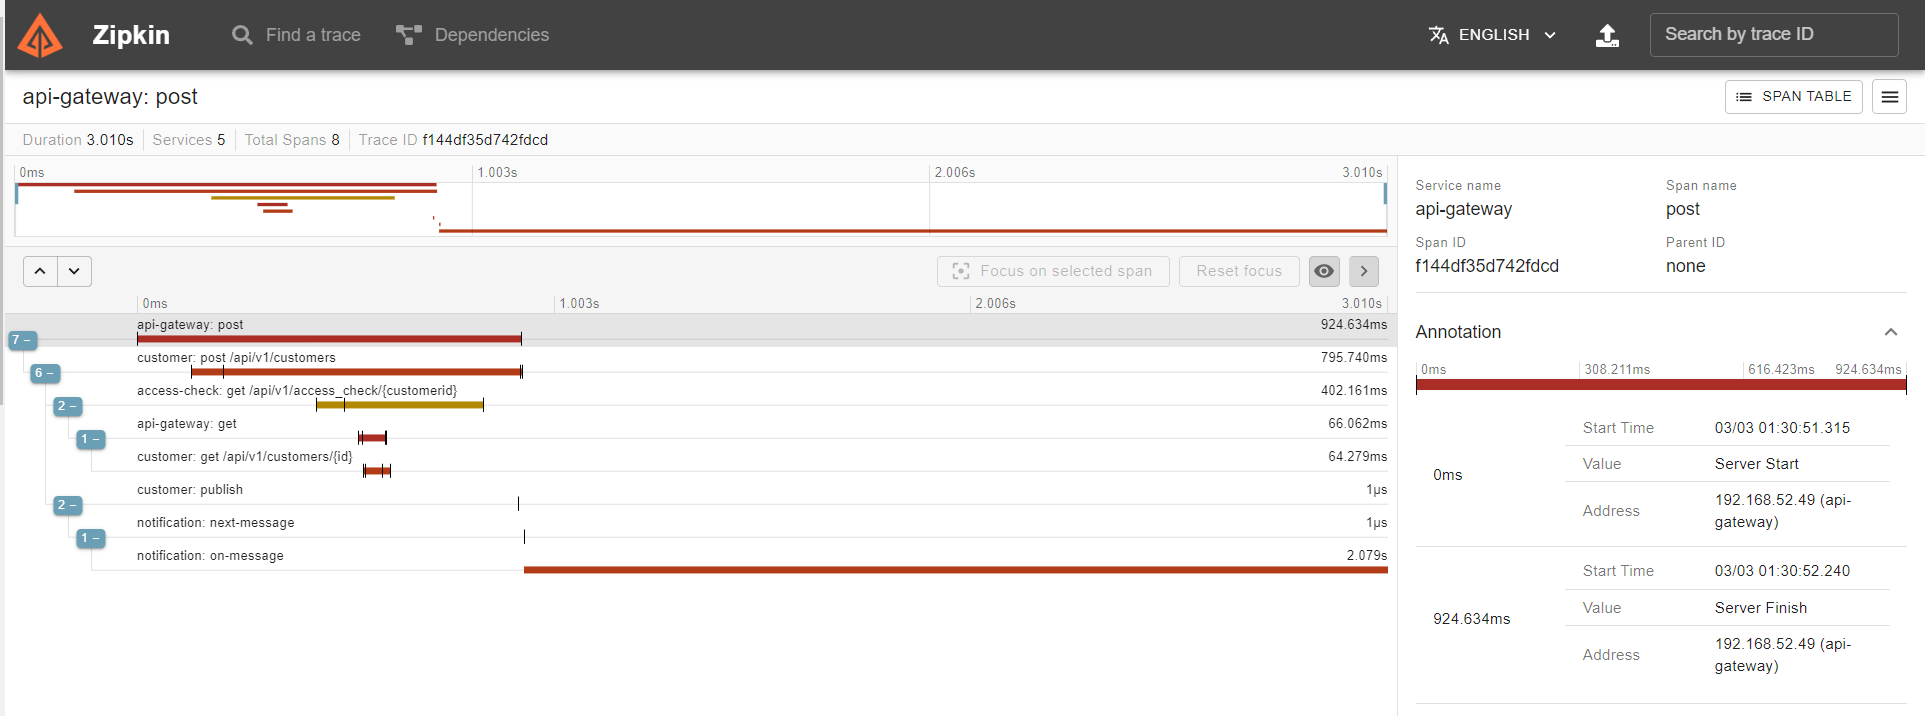 Zipkin
Find a trace
Dependencies
ENGLISH
Search by trace ID
api-gateway: post
SPAN TABLE
Duration 3.010s
Services 5
Total Spans 8
Trace ID f144df35d742fdcd
0ms 1.003s 2.006s 3.010s
Focus on selected span
Reset focus
0ms 1.003s 2.006s 3.010s
7 −
api-gateway: post 924.634ms
6 −
customer: post /api/v1/customers 795.740ms
2 −
access-check: get /api/v1/access_check/{customerid} 402.161ms
1 −
api-gateway: get 66.062ms
customer: get /api/v1/customers/{id} 64.279ms
2 −
customer: publish 1μs
1 −
notification: next-message 1μs
notification: on-message 2.079s
Service name
api-gateway
Span name
post
Span ID
f144df35d742fdcd
Parent ID
none
Annotation
0ms 308.211ms 616.423ms 924.634ms
0ms
Start Time 03/03 01:30:51.315
Value Server Start
Address 192.168.52.49 (api-
gateway)
924.634ms
Start Time 03/03 01:30:52.240
Value Server Finish
Address 192.168.52.49 (api-
gateway)